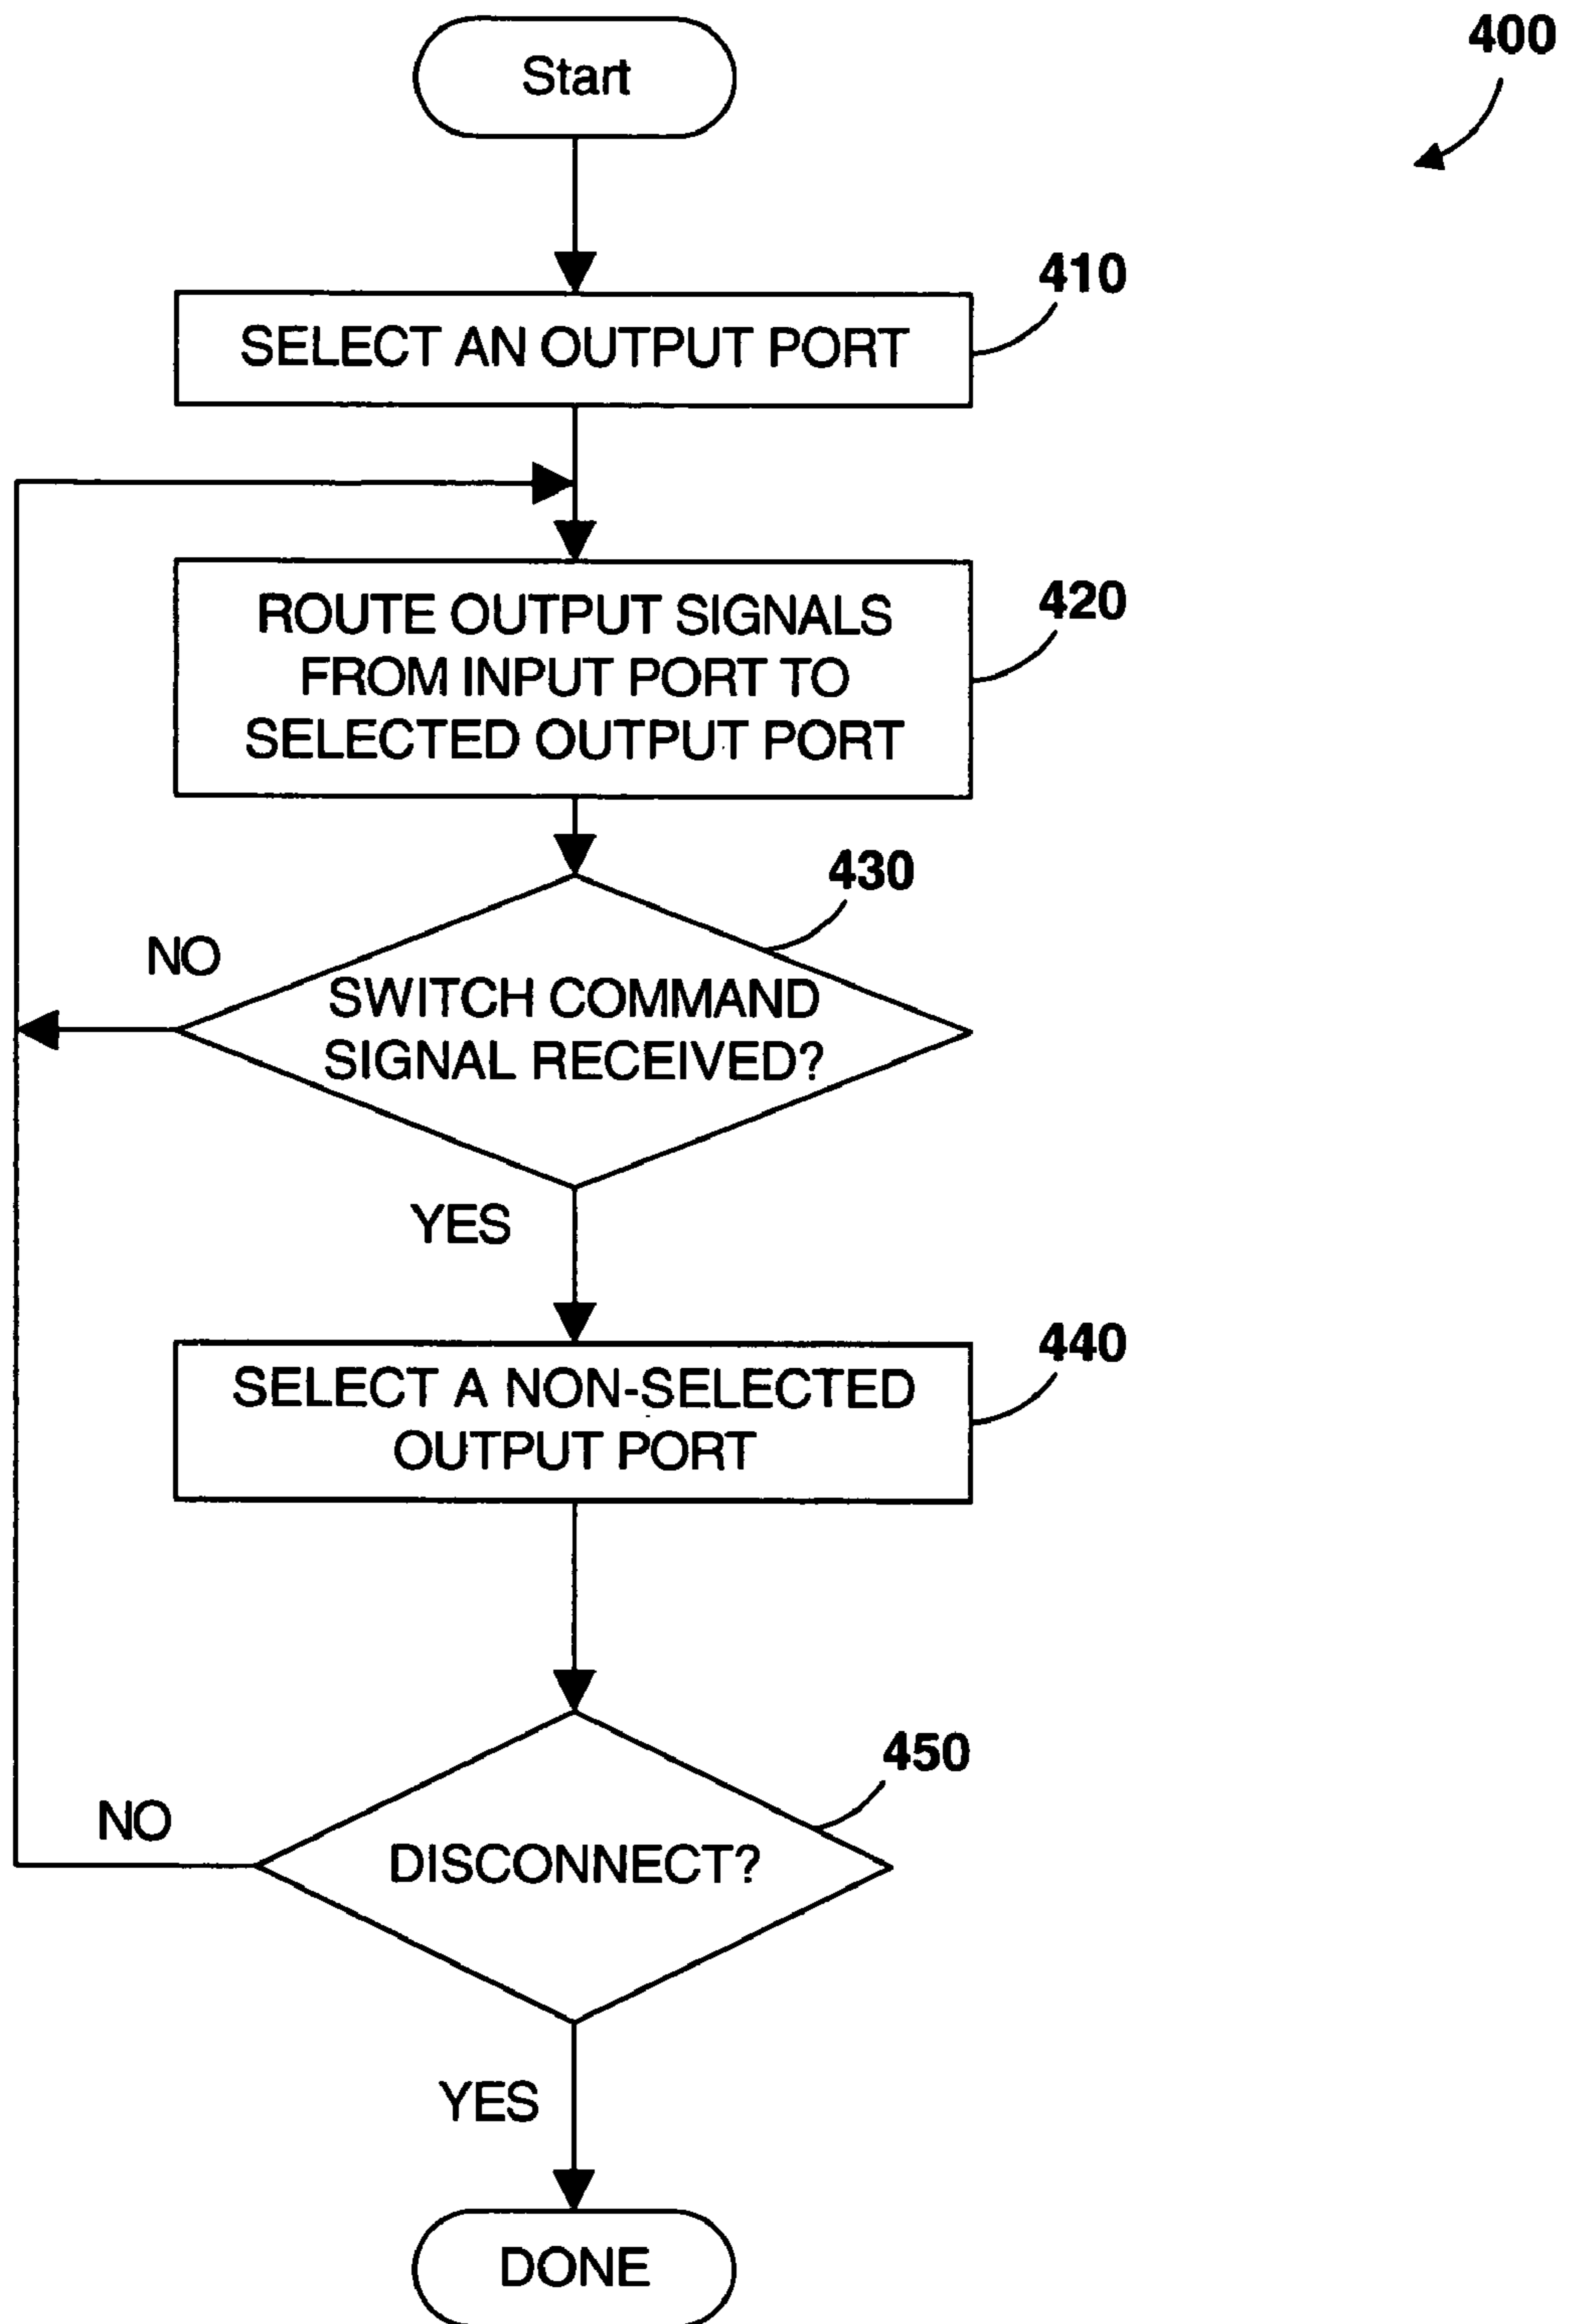 400
Start
410
SELECT AN OUTPUT PORT
420
ROUTE OUTPUT SIGNALS
FROM INPUT PORT TO
SELECTED OUTPUT PORT
430
NO
SWITCH COMMAND
SIGNAL RECEIVED?
YES
440
SELECT A NON-SELECTED
OUTPUT PORT
450
NO
DISCONNECT?
YES
DONE